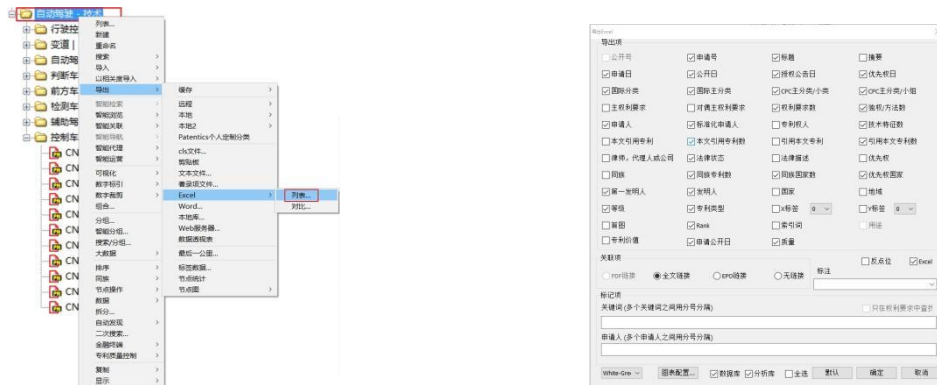 自动驾驶 - 技术
行驶控
变道 |
自动驾
判断车
前方车
检测车
辅助驾
控制车
CN
CN
CN
CN
CN
CN
CN
CN
CN
CN
列表...
新建
重命名
搜索
导入
以相关度导入
导出
智能检索
智能浏览
智能关联
智能导航
智能代理
智能运营
可视化
数字标引
数字裁剪
组合...
分组...
智能分组...
搜索/分组...
大数据
排序
同族
节点操作
数据
拆分...
自动发现
二次搜索...
金融终端
专利质量控制
复制
显示
缓存
远程
本地
本地2
Patentics个人定制分类
cls文件...
剪贴板
文本文件...
著录项文件...
Excel
Word...
本地库...
Web服务器...
数据透视表
最后一公里...
标签数据...
节点统计
节点图
列表...
对比...
导出Excel
导出项
公开号 申请号 标题 摘要
申请日 公开日 授权公告日 优先权日
国际分类 国际主分类 CPC主分类/小类 CPC主分类/小组
主权利要求 对偶主权利要求 权利要求数 独权/方法数
申请人 标准化申请人 专利权人 技术特征数
本文引用专利 本文引用专利数 引用本文专利 引用本文专利数
律师，代理人或公司 法律状态 法律描述 优先权
同族 同族专利数 同族国家数 优先权国家
第一发明人 发明人 国家 地域
等级 专利类型 X标签 0 Y标签 0
首图 Rank 索引词 用途
专利价值 申请公开日 质量
关联项 反点位 Excel
PDF链接 全文链接 EPO链接 无链接 标注
标记项
关键词 (多个关键词之间用分号分隔) 只在权利要求中查找
申请人 (多个申请人之间用分号分隔)
White-Gre 图表配置... 数据库 分析库 全选 默认 确定 取消